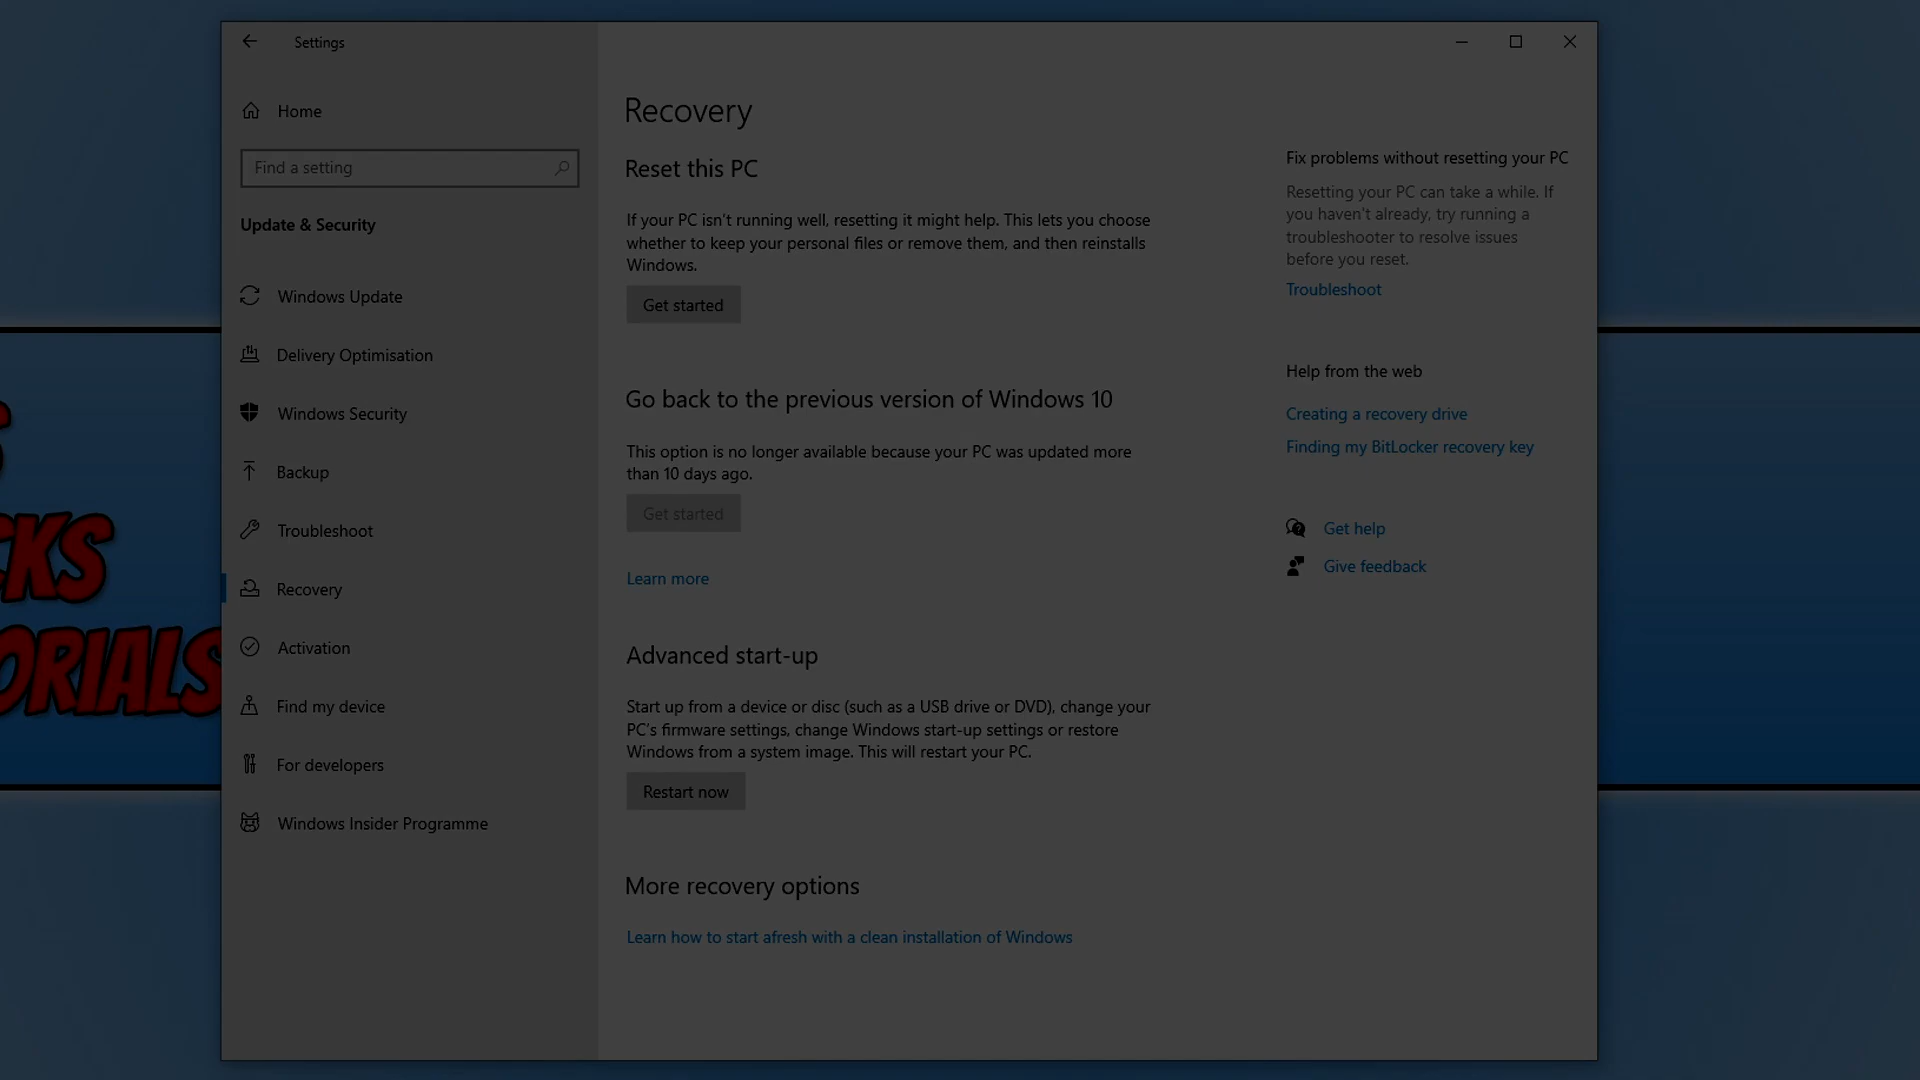 Settings
Home
Find a setting
Update & Security
Windows Update
Delivery Optimisation
Windows Security
Backup
Troubleshoot
Recovery
Activation
Find my device
For developers
Windows Insider Programme
Recovery
Reset this PC
If your PC isn't running well, resetting it might help. This lets you choose
whether to keep your personal files or remove them, and then reinstalls
Windows.
Get started
Go back to the previous version of Windows 10
This option is no longer available because your PC was updated more
than 10 days ago.
Get started
Learn more
Advanced start-up
Start up from a device or disc (such as a USB drive or DVD), change your
PC's firmware settings, change Windows start-up settings or restore
Windows from a system image. This will restart your PC.
Restart now
More recovery options
Learn how to start afresh with a clean installation of Windows
Fix problems without resetting your PC
Resetting your PC can take a while. If
you haven't already, try running a
troubleshooter to resolve issues
before you reset.
Troubleshoot
Help from the web
Creating a recovery drive
Finding my BitLocker recovery key
Get help
Give feedback
CKS
ORIALS